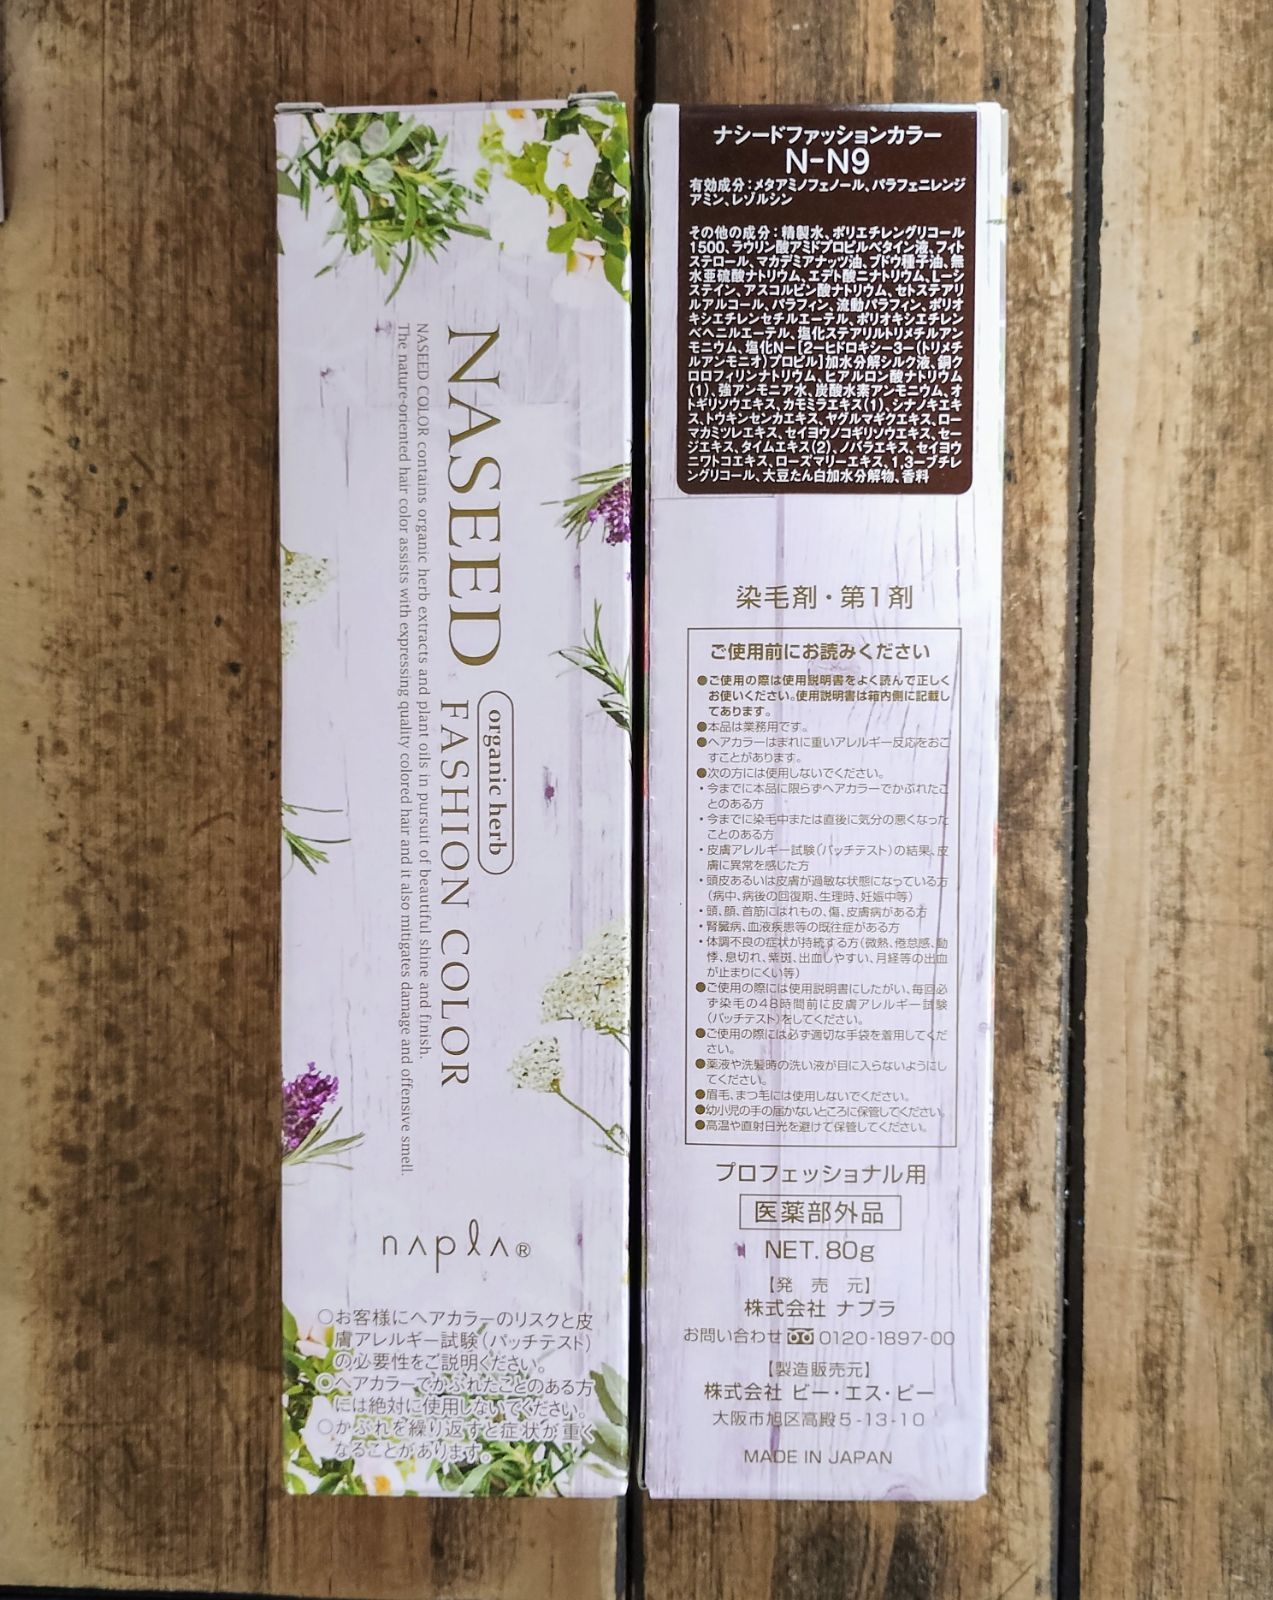 NASEED
organic herb
FASHION COLOR
NASEED COLOR contains organic herb extracts and plant oils in pursuit of beautiful shine and finish.
The nature-oriented hair color assists with expressing quality colored hair and it also mitigates damage and offensive smell.
napla®
○お客様にヘアカラーのリスクと皮
膚アレルギー試験(パッチテスト)
の必要性をご説明ください。
◎ヘアカラーでかぶれたことのある方
には絶対に使用しないでください。
○かぶれを繰り返すと症状が重く
なることがあります。
ナシードファッションカラー
N-N9
有効成分:メタアミノフェノール、パラフェニレンジ
アミン、レゾルシン
その他の成分:精製水、ポリエチレングリコール
1500、ラウリン酸アミドプロピルベタイン液、フィト
ステロール、マカデミアナッツ油、ブドウ種子油、無
水亜硫酸ナトリウム、エデト酸二ナトリウム、L-シ
ステイン、アスコルビン酸ナトリウム、セトステアリ
ルアルコール、パラフィン、流動パラフィン、ポリオ
キシエチレンセチルエーテル、ポリオキシエチレン
ベヘニルエーテル、塩化ステアリルトリメチルアン
モニウム、塩化N-[2-ヒドロキシ-3-(トリメチ
ルアンモニオ)プロピル]加水分解シルク液、銅ク
ロロフィリンナトリウム、ヒアルロン酸ナトリウム
(1)、強アンモニア水、炭酸水素アンモニウム、オ
トギリソウエキス、カモミラエキス(1)、シナノキエキ
ス、トウキンセンカエキス、ヤグルマギクエキス、ロー
マカミツレエキス、セイヨウノコギリソウエキス、セー
ジエキス、タイムエキス(2)、ノバラエキス、セイヨウ
ニワトコエキス、ローズマリーエキス、1,3-ブチレ
ングリコール、大豆たん白加水分解物、香料
染毛剤・第1剤
ご使用前にお読みください
●ご使用の際は使用説明書をよく読んで正しく
お使いください。使用説明書は箱内側に記載し
てあります。
●本品は業務用です。
●ヘアカラーはまれに重いアレルギー反応をおこ
すことがあります。
●次の方には使用しないでください。
・今までに本品に限らずヘアカラーでかぶれたこ
とのある方
・今までに染毛中または直後に気分の悪くなった
ことのある方
・皮膚アレルギー試験(パッチテスト)の結果、皮
膚に異常を感じた方
・頭皮あるいは皮膚が過敏な状態になっている方
(病中、病後の回復期、生理時、妊娠中等)
・頭、顔、首筋にはれもの、傷、皮膚病がある方
・腎臓病、血液疾患等の既往症がある方
・体調不良の症状が持続する方(微熱、倦怠感、動
悸、息切れ、紫斑、出血しやすい、月経等の出血
が止まりにくい等)
●ご使用の際には使用説明書にしたがい、毎回必
ず染毛の48時間前に皮膚アレルギー試験
(パッチテスト)をしてください。
●ご使用の際には必ず適切な手袋を着用してくだ
さい。
●薬液や洗髪時の洗い液が目に入らないようにし
てください。
●眉毛、まつ毛には使用しないでください。
●幼小児の手の届かないところに保管してください。
●高温や直射日光を避けて保管してください。
プロフェッショナル用
医薬部外品
NET. 80g
【発 売 元】
株式会社 ナプラ
お問い合わせ 0120-1897-00
【製造販売元】
株式会社 ビー・エス・ピー
大阪市旭区高殿5-13-10
MADE IN JAPAN